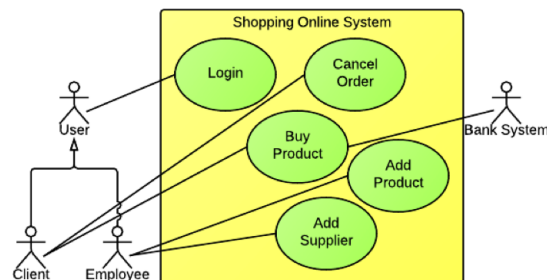 Shopping Online System
Login
Cancel
Order
User
Buy
Product
Bank System
Add
Product
Add
Supplier
Client
Employee